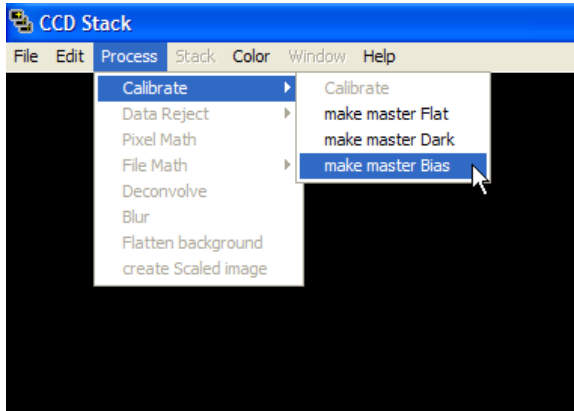 CCD Stack
File Edit Process Stack Color Window Help
Calibrate
Data Reject
Pixel Math
File Math
Deconvolve
Blur
Flatten background
create Scaled image
Calibrate
make master Flat
make master Dark
make master Bias